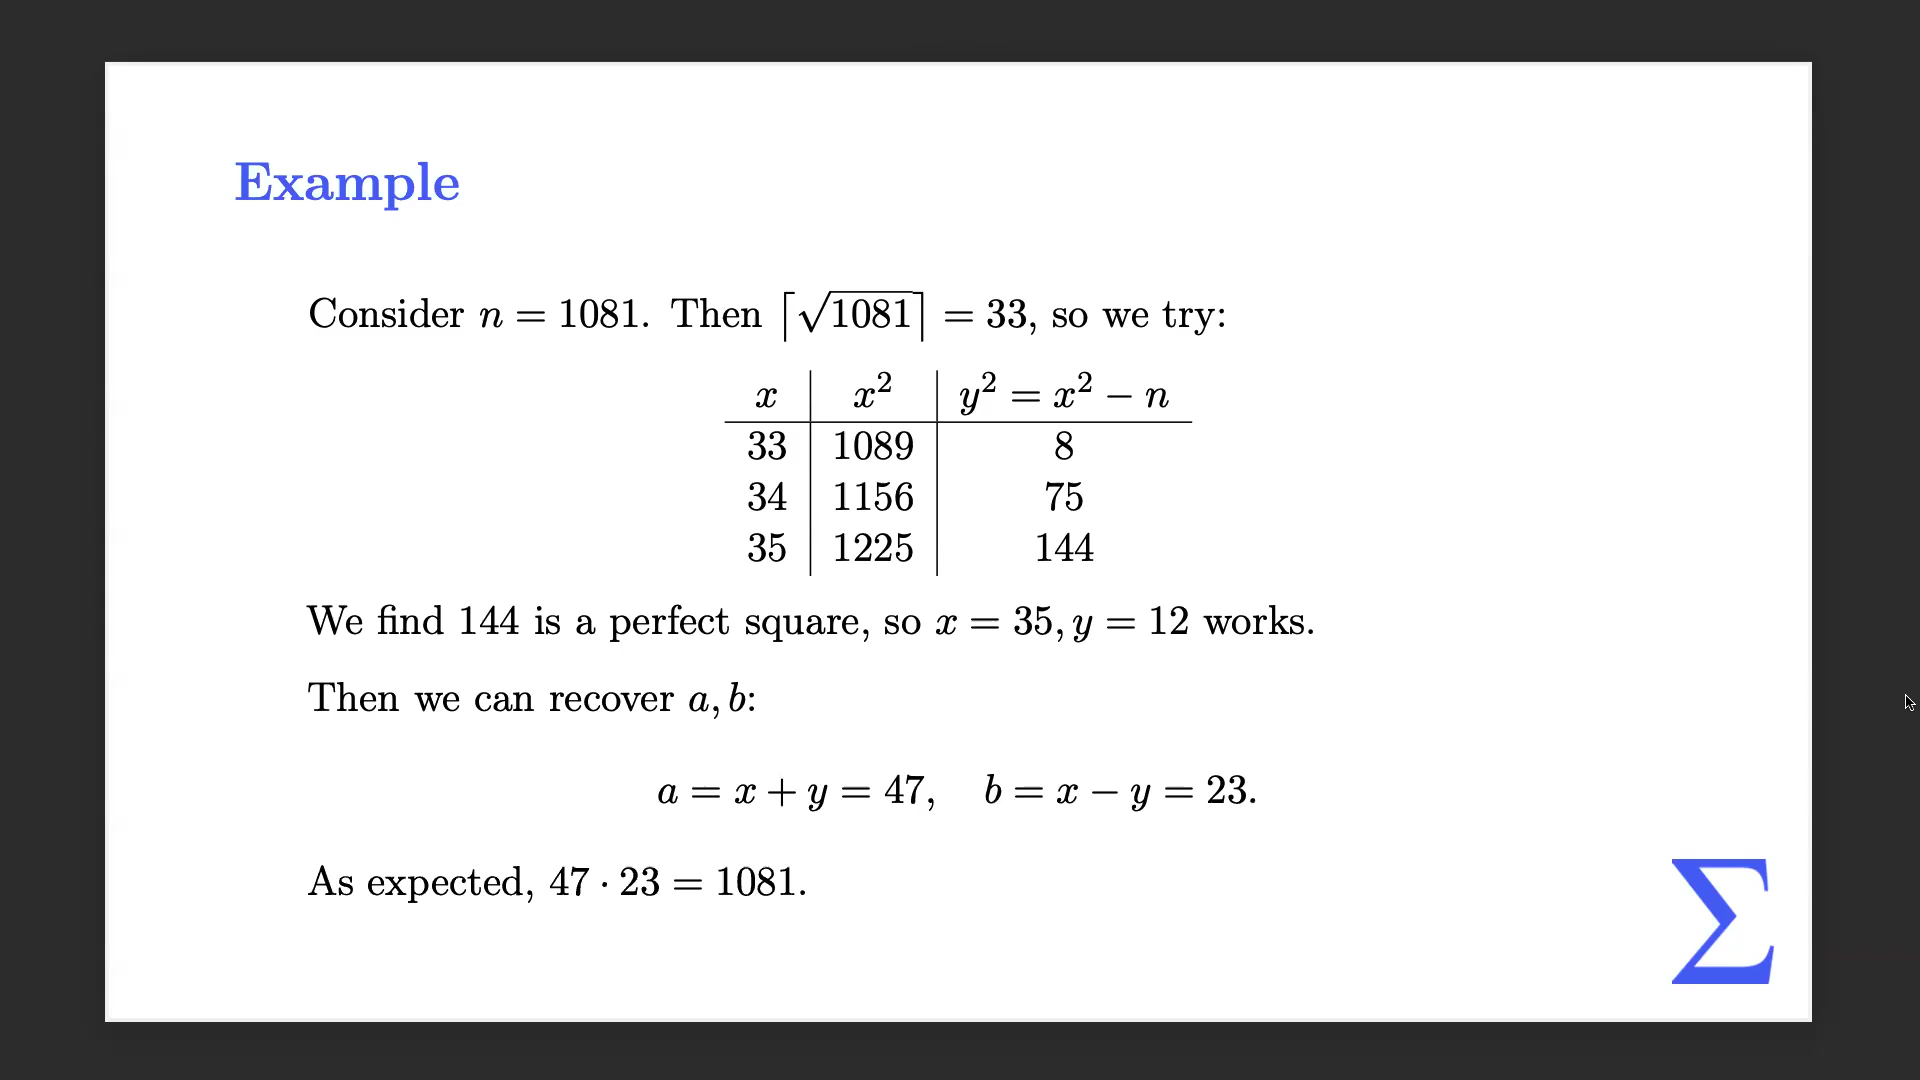 Example
Consider n = 1081. Then ⌈√1081⌉ = 33, so we try:
x x² y² = x² − n
33 1089 8
34 1156 75
35 1225 144
We find 144 is a perfect square, so x = 35, y = 12 works.
Then we can recover a, b:
a = x + y = 47, b = x − y = 23.
As expected, 47 · 23 = 1081.
Σ